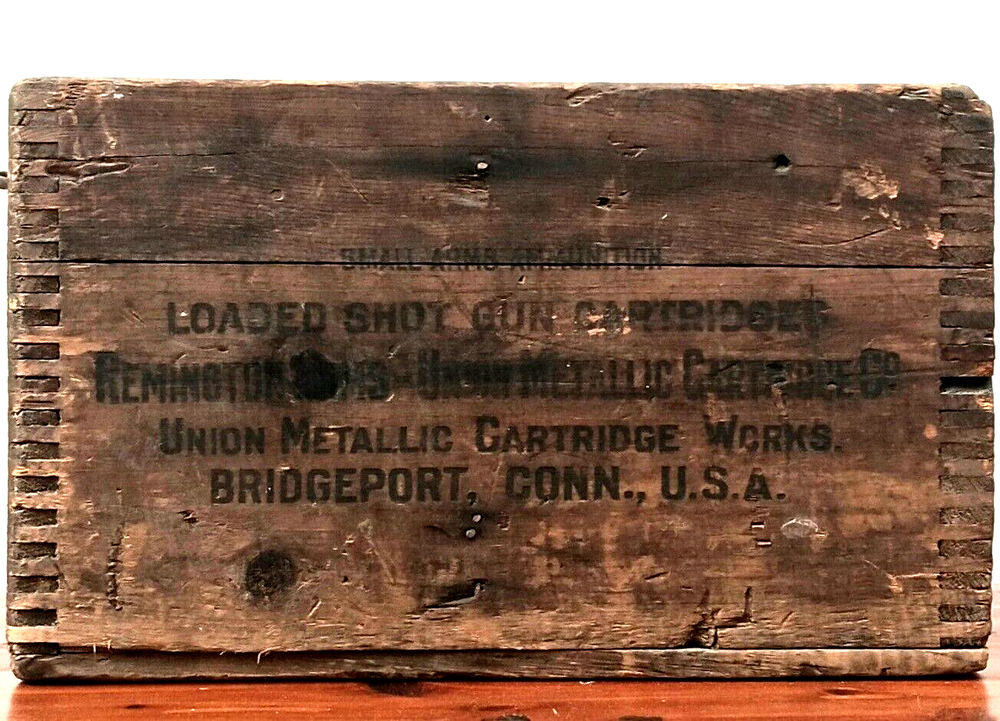 SMALL ARMS AMMUNITION
LOADED SHOT GUN CARTRIDGES
REMINGTON ARMS-UNION METALLIC CARTRIDGE CO
UNION METALLIC CARTRIDGE WORKS.
BRIDGEPORT, CONN., U.S.A.